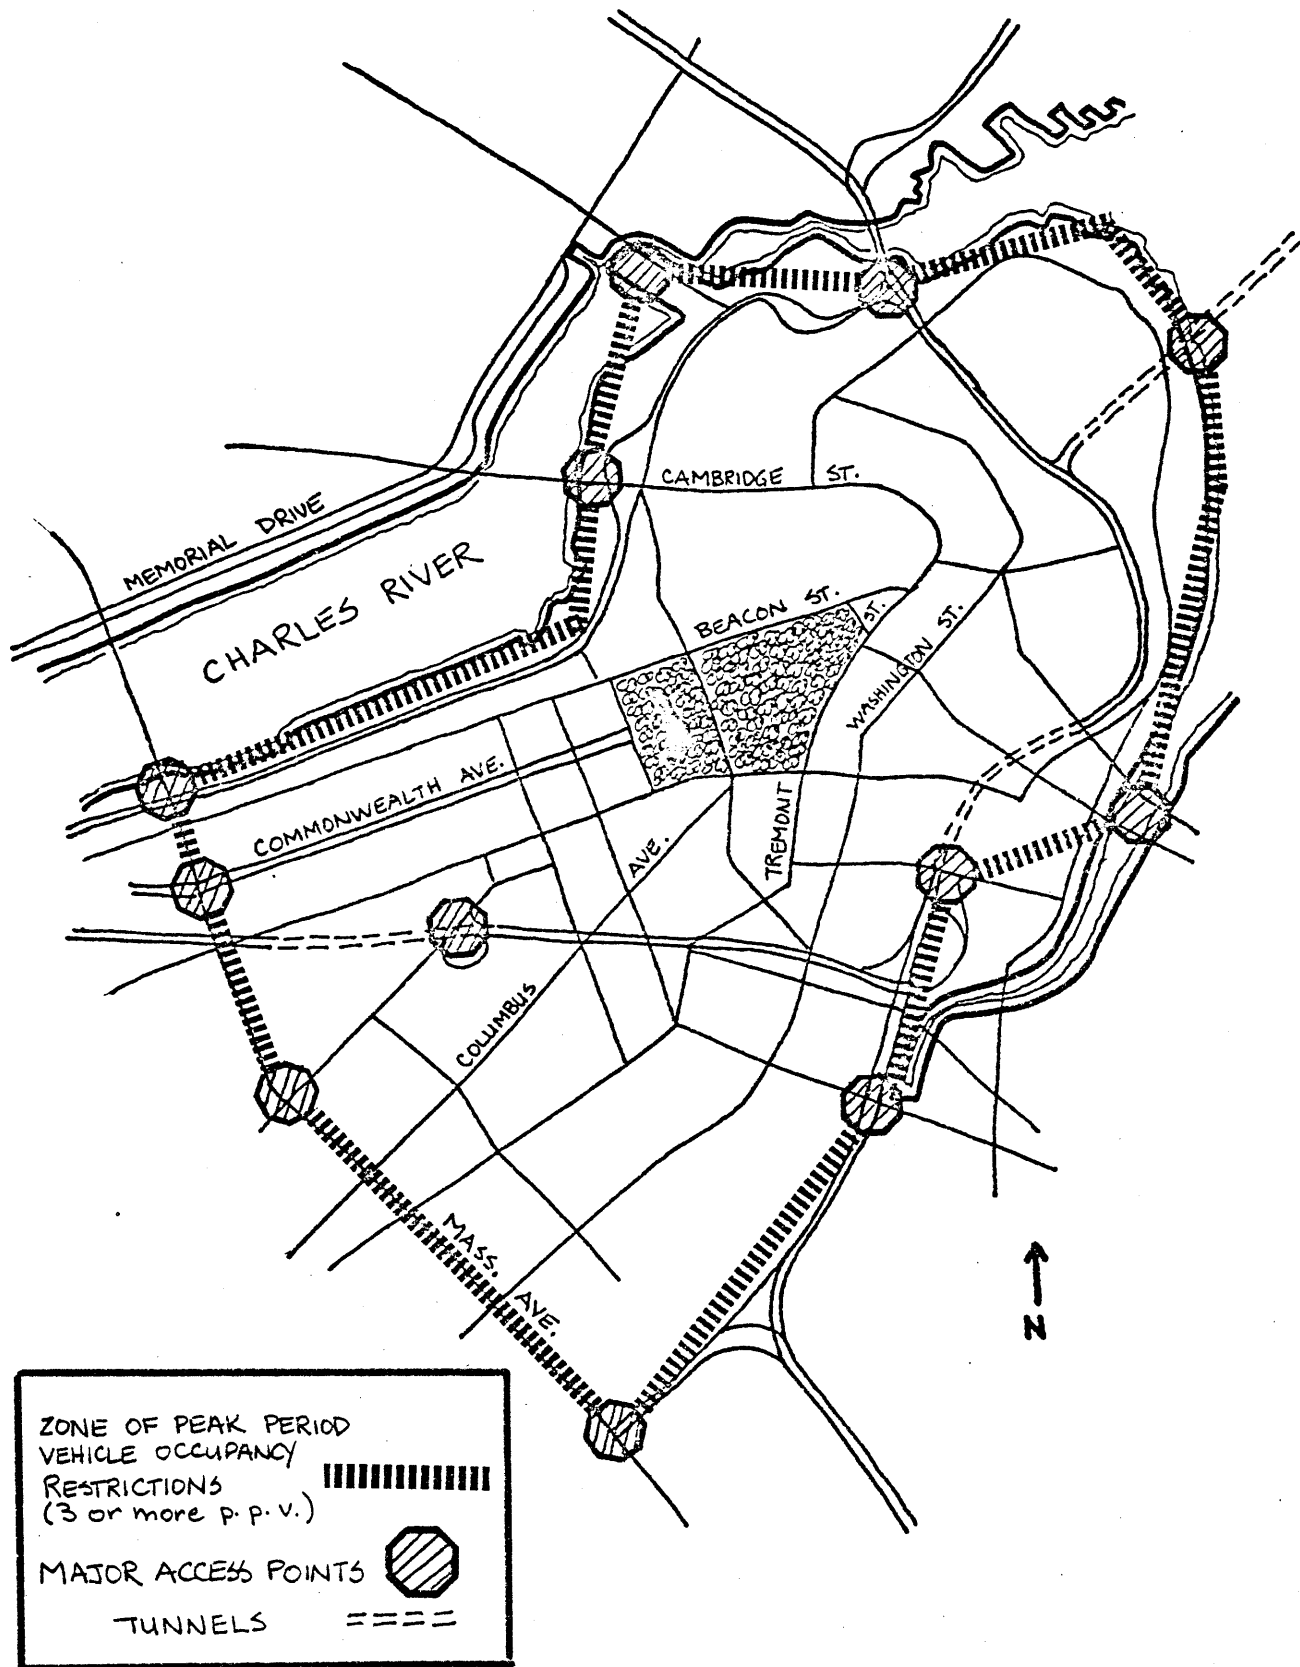 CAMBRIDGE ST.
MEMORIAL DRIVE
CHARLES RIVER
BEACON ST.
ST.
WASHINGTON ST.
COMMONWEALTH AVE.
AVE.
TREMONT
COLUMBUS
MASS.
AVE.
N
ZONE OF PEAK PERIOD
VEHICLE OCCUPANCY
RESTRICTIONS
(3 or more p.p.v.)
MAJOR ACCESS POINTS
TUNNELS